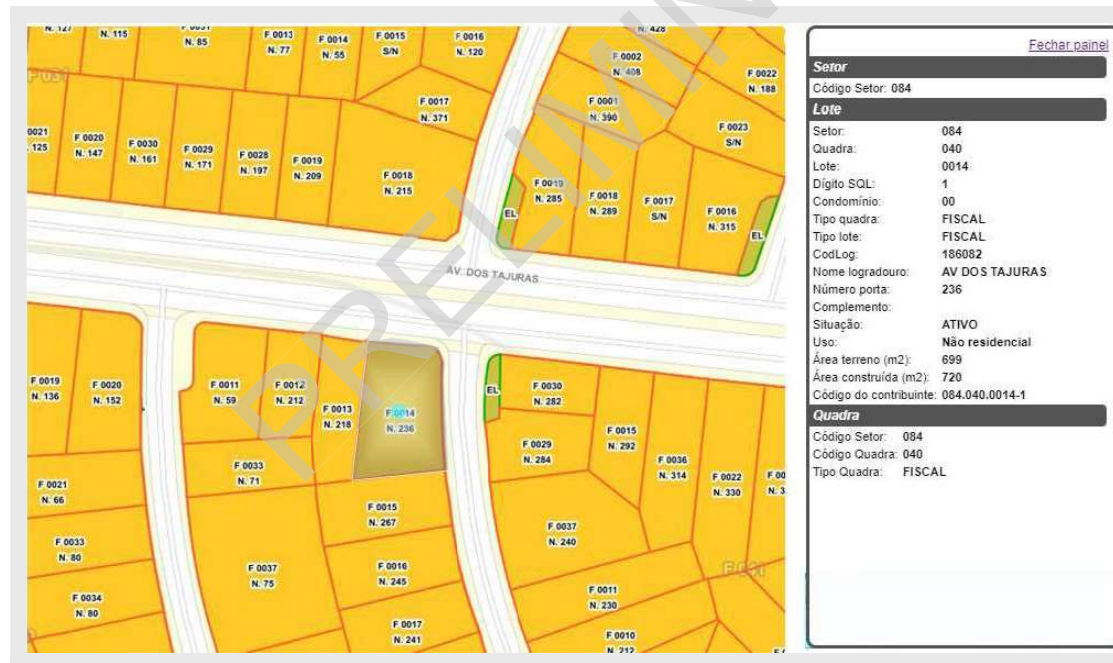 N. 127
N. 115
N. 85
F 0013
N. 77
F 0014
N. 55
F 0015
S/N
F 0016
N. 120
N. 428
F 0002
N. 408
F 0022
N. 188
F 0017
N. 371
F 0001
N. 390
F 0023
S/N
0021
125
F 0020
N. 147
F 0030
N. 161
F 0029
N. 171
F 0028
N. 197
F 0019
N. 209
F 0018
N. 215
EL
F 0019
N. 285
F 0018
N. 289
F 0017
S/N
F 0016
N. 315
EL
AV. DOS TAJURAS
F 0019
N. 136
F 0020
N. 152
F 0011
N. 59
F 0012
N. 212
F 0013
N. 218
F 0014
N. 236
EL
F 0030
N. 282
F 0029
N. 284
F 0015
N. 292
F 0036
N. 314
F 0022
N. 330
F 0033
N. 71
F 0021
N. 66
F 0015
N. 267
F 0037
N. 240
F 0033
N. 80
F 0037
N. 75
F 0016
N. 245
F 0034
N. 80
F 0011
N. 230
F 0017
N. 241
F 0010
N. 212
Fechar painel
Setor
Código Setor: 084
Lote
Setor: 084
Quadra: 040
Lote: 0014
Dígito SQL: 1
Condomínio: 00
Tipo quadra: FISCAL
Tipo lote: FISCAL
CodLog: 186082
Nome logradouro: AV DOS TAJURAS
Número porta: 236
Complemento:
Situação: ATIVO
Uso: Não residencial
Área terreno (m2): 699
Área construída (m2): 720
Código do contribuinte: 084.040.0014-1
Quadra
Código Setor: 084
Código Quadra: 040
Tipo Quadra: FISCAL